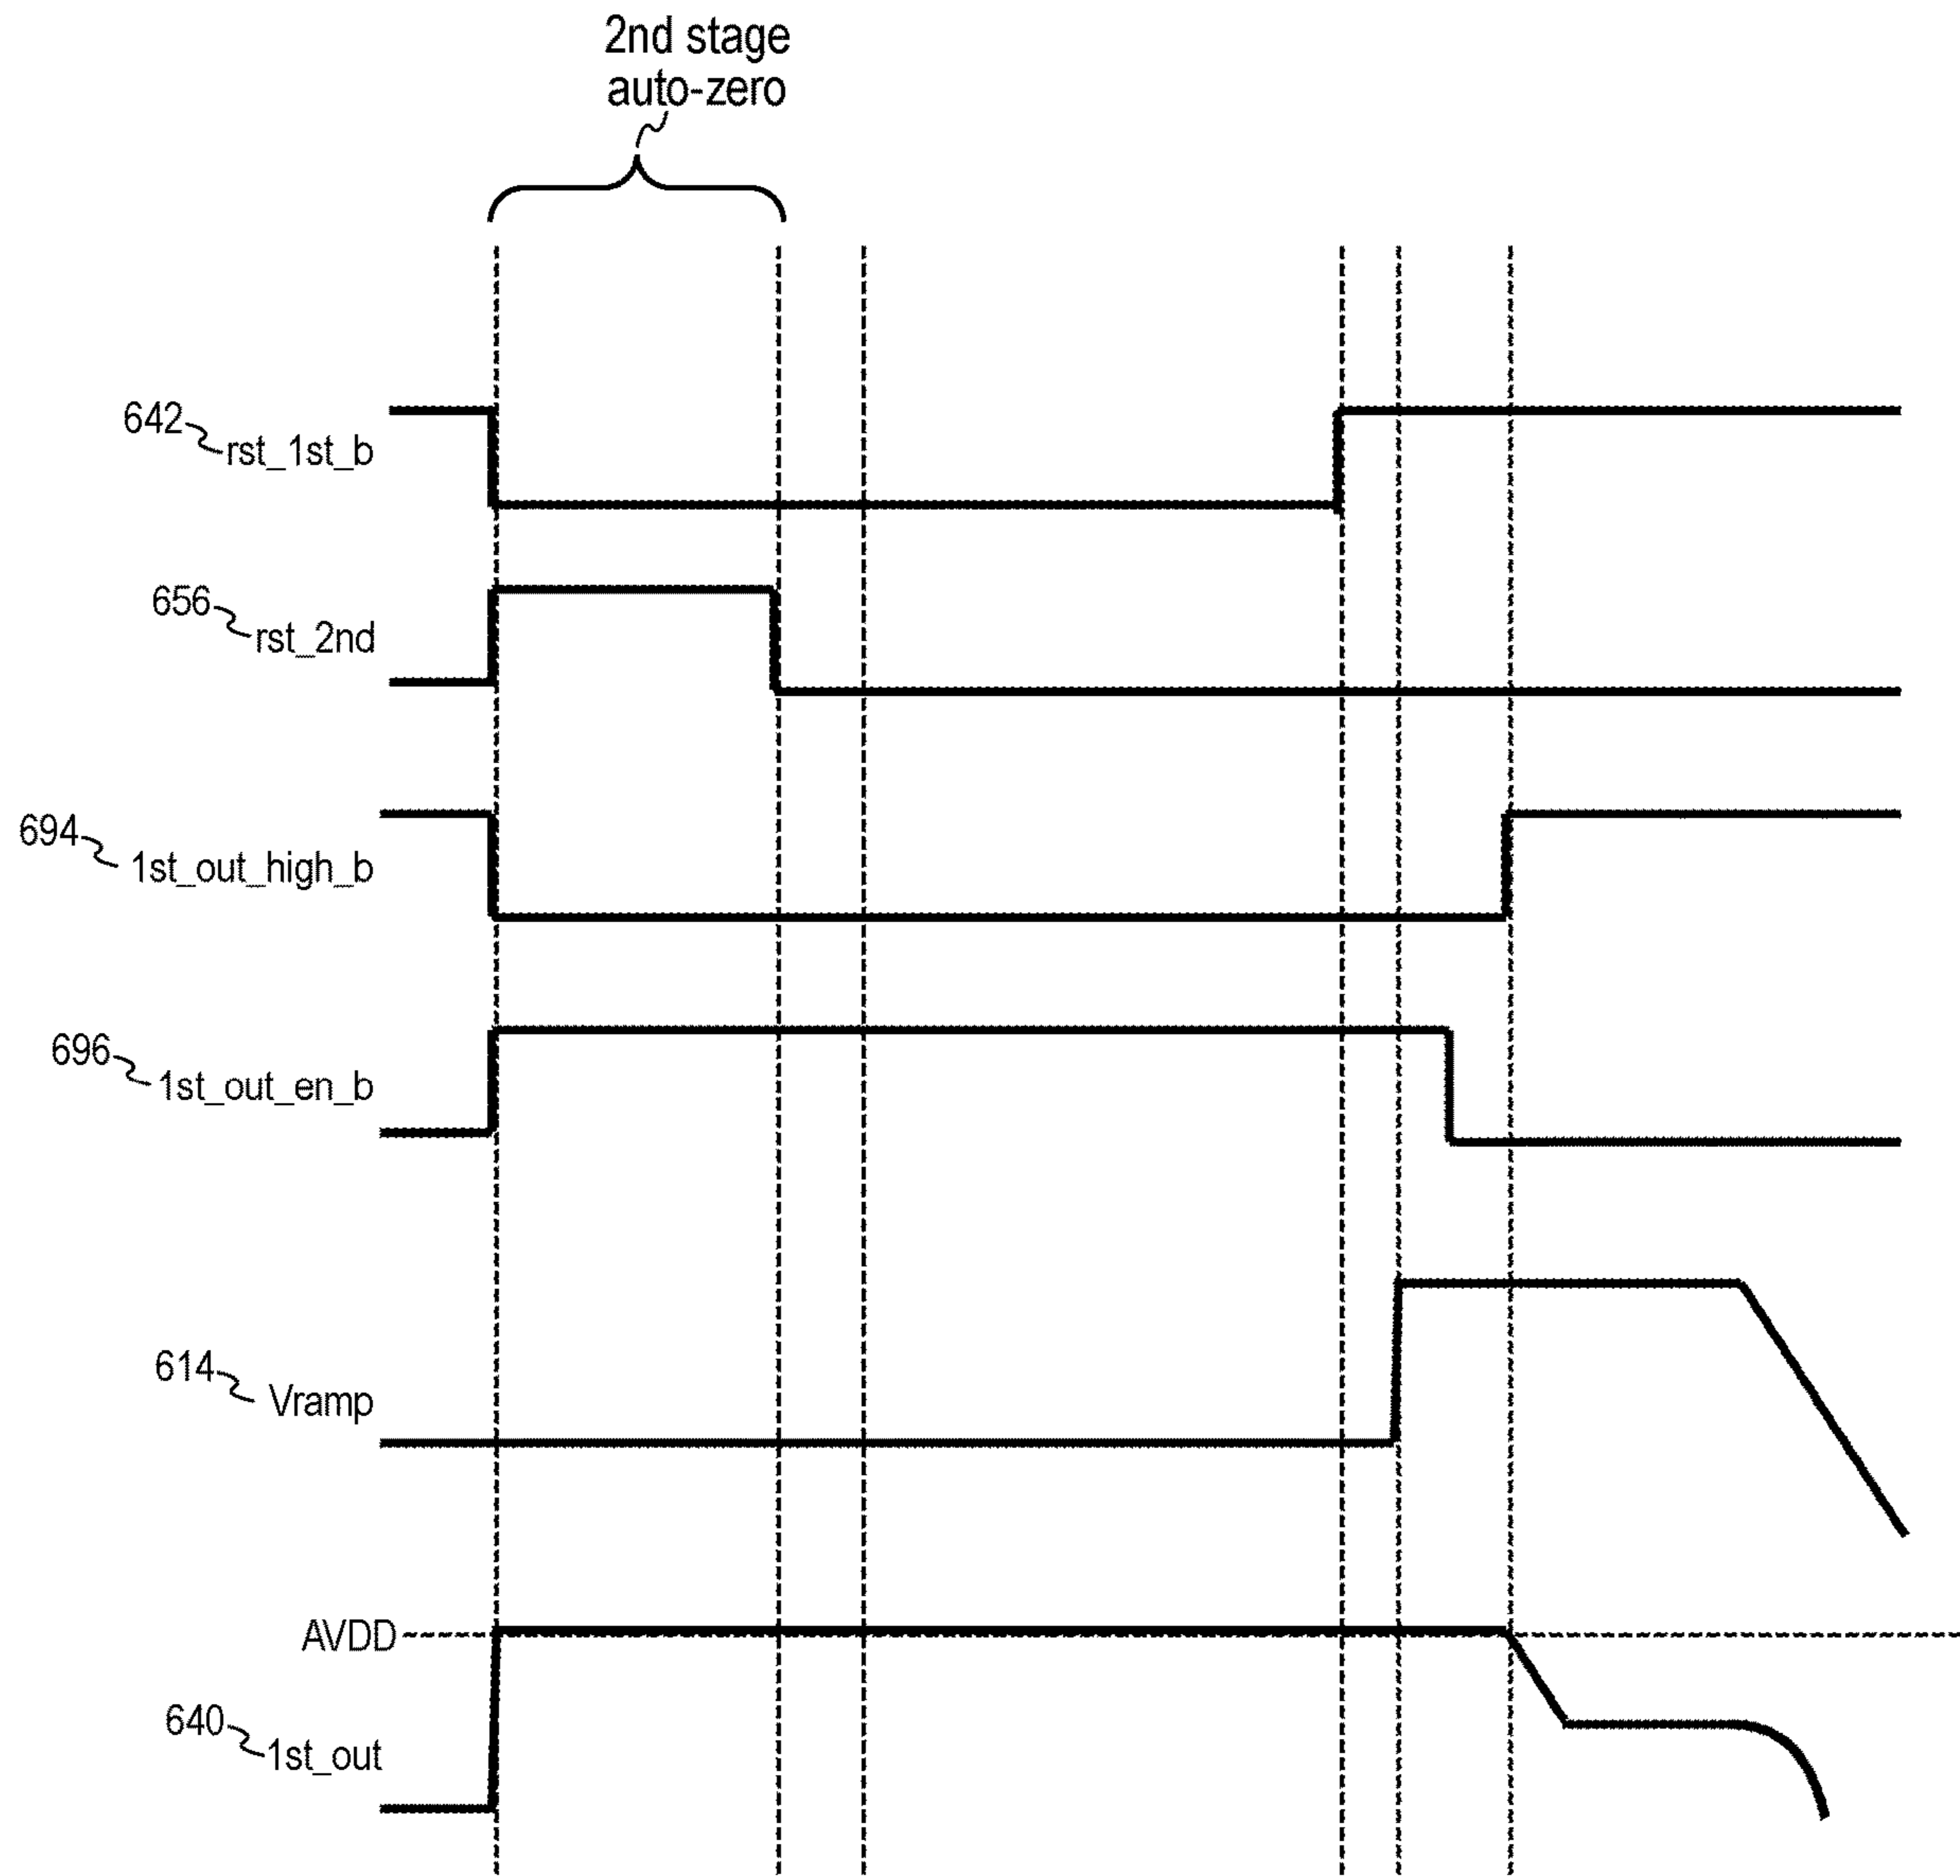 2nd stage
auto-zero
642
rst_1st_b
656
rst_2nd
694
1st_out_high_b
696
1st_out_en_b
614
Vramp
AVDD
640
1st_out